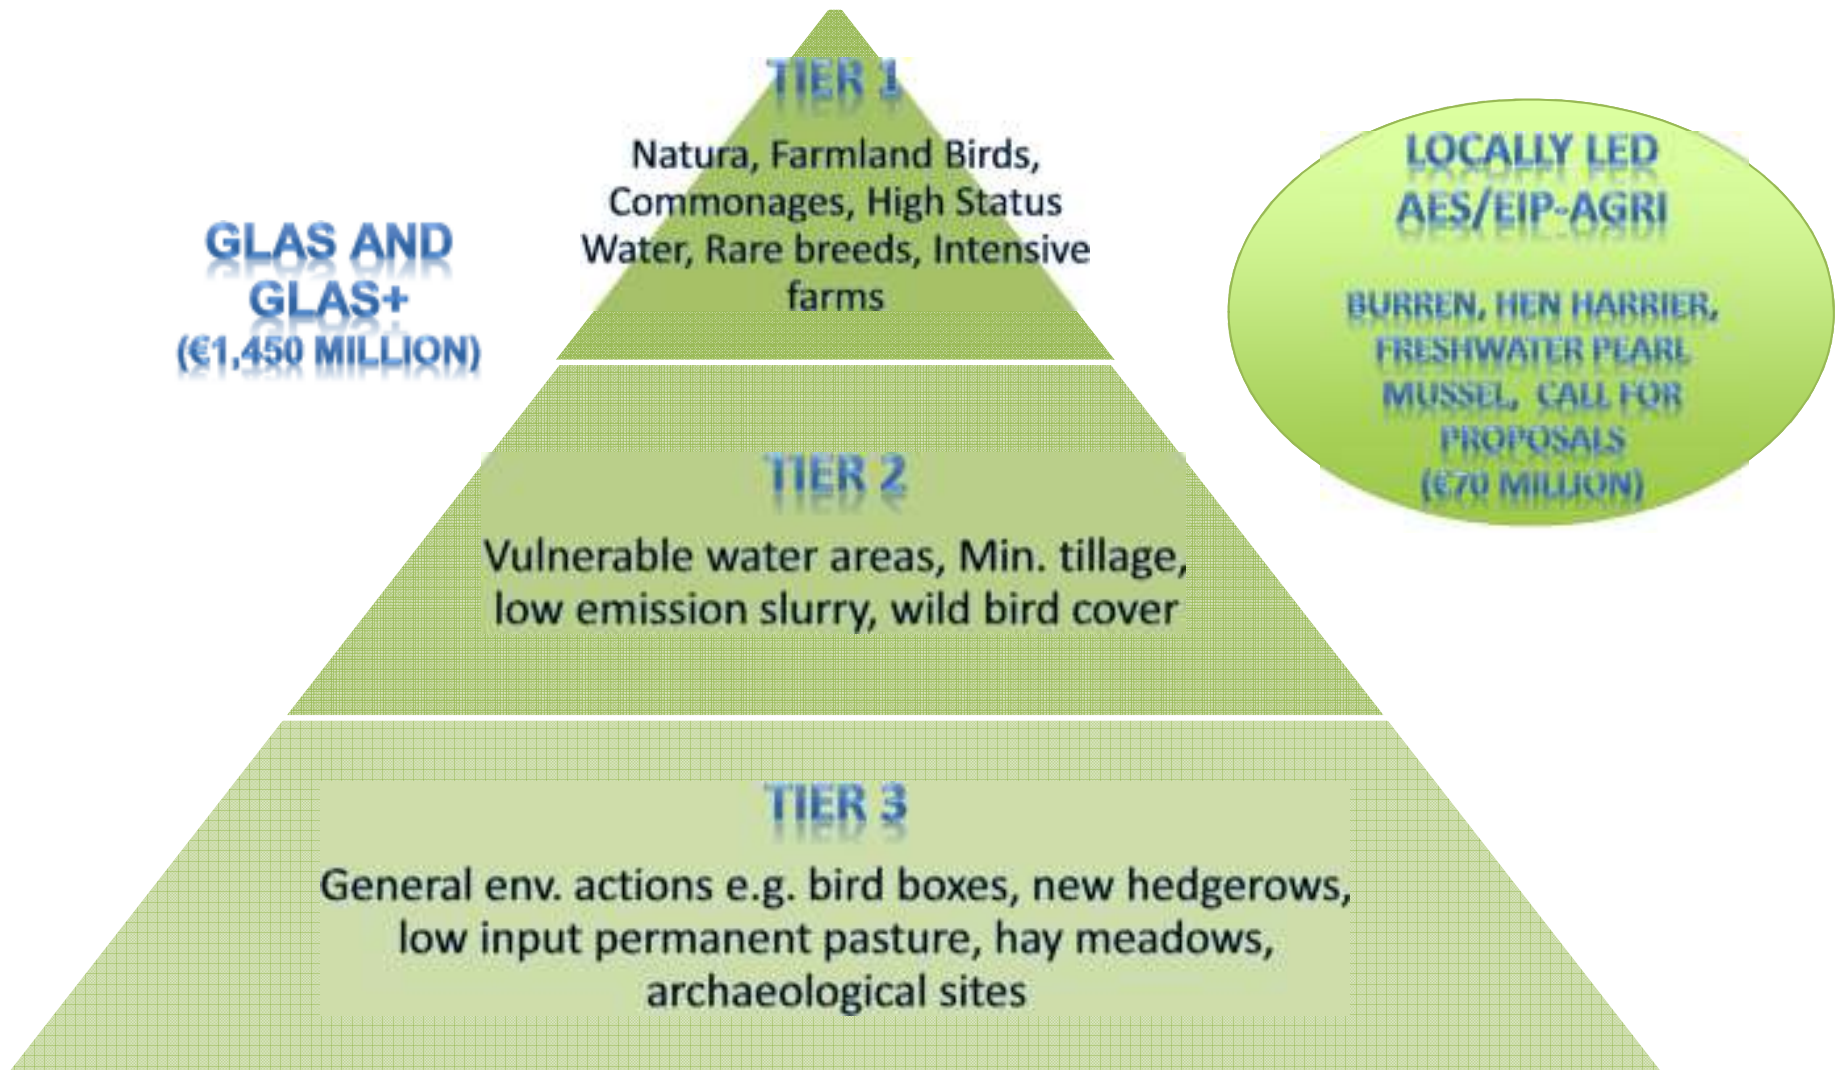 TIER 1
Natura, Farmland Birds,
Commonages, High Status
Water, Rare breeds, Intensive
farms
GLAS AND
GLAS+
(€1,450 MILLION)
LOCALLY LED
AES/EIP-AGRI
BURREN, HEN HARRIER,
FRESHWATER PEARL
MUSSEL, CALL FOR
PROPOSALS
(€70 MILLION)
TIER 2
Vulnerable water areas, Min. tillage,
low emission slurry, wild bird cover
TIER 3
General env. actions e.g. bird boxes, new hedgerows,
low input permanent pasture, hay meadows,
archaeological sites